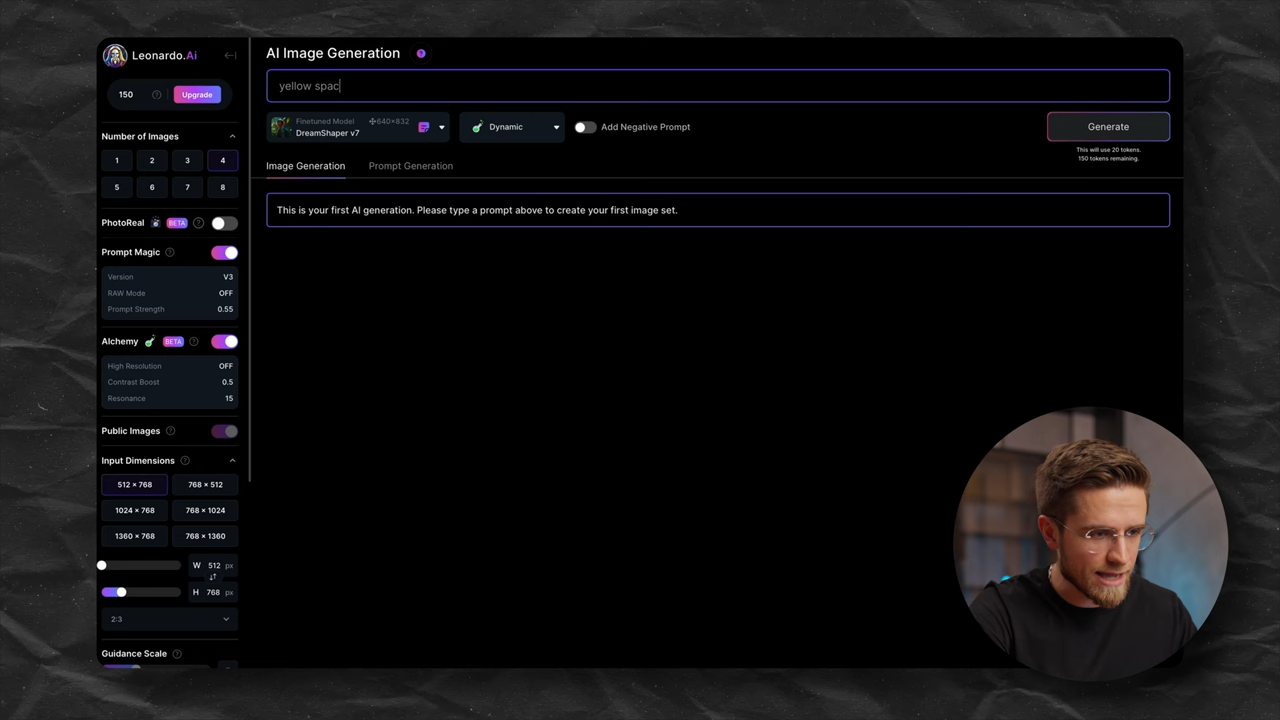 Leonardo.Ai
150 Upgrade
Number of Images
1 2 3 4
5 6 7 8
PhotoReal BETA
Prompt Magic
Version V3
RAW Mode OFF
Prompt Strength 0.55
Alchemy BETA
High Resolution OFF
Contrast Boost 0.5
Resonance 15
Public Images
Input Dimensions
512 × 768 768 × 512
1024 × 768 768 × 1024
1360 × 768 768 × 1360
W 512 px
H 768 px
2:3
Guidance Scale
AI Image Generation
yellow spac
Finetuned Model 640×832
DreamShaper v7
Dynamic
Add Negative Prompt
Generate
This will use 20 tokens.
150 tokens remaining.
Image Generation Prompt Generation
This is your first AI generation. Please type a prompt above to create your first image set.